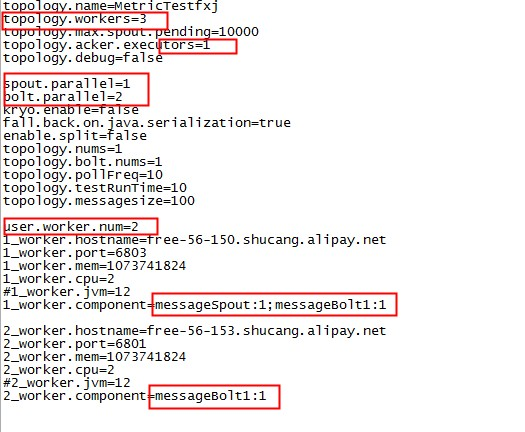 topology.name=MetricTestfxj
topology.workers=3
topology.max.spout.pending=10000
topology.acker.executors=1
topology.debug=false
spout.parallel=1
bolt.parallel=2
kryo.enable=false
fall.back.on.java.serialization=true
enable.split=false
topology.nums=1
topology.bolt.nums=1
topology.pollFreq=10
topology.testRunTime=10
topology.messagesize=100
user.worker.num=2
1_worker.hostname=free-56-150.shucang.alipay.net
1_worker.port=6803
1_worker.mem=1073741824
1_worker.cpu=2
#1_worker.jvm=12
1_worker.component=messageSpout:1;messageBolt1:1
2_worker.hostname=free-56-153.shucang.alipay.net
2_worker.port=6801
2_worker.mem=1073741824
2_worker.cpu=2
#2_worker.jvm=12
2_worker.component=messageBolt1:1